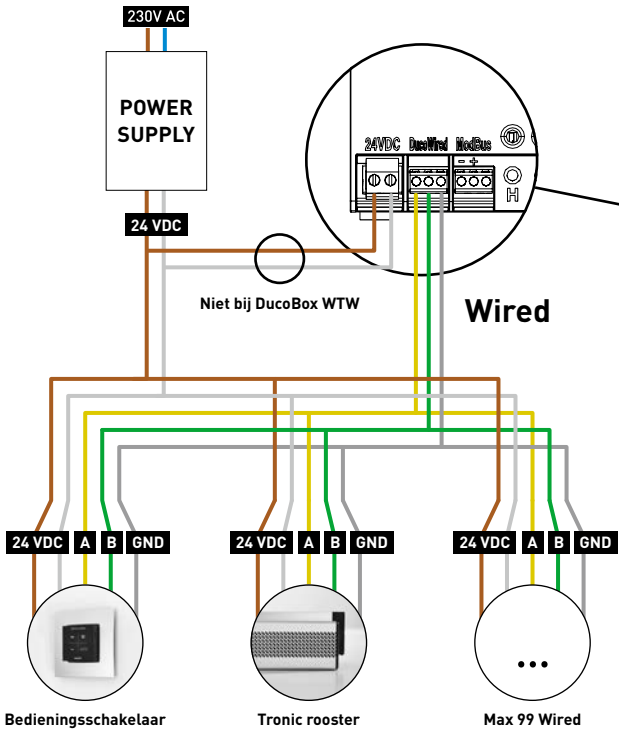 230V AC
POWER
SUPPLY
24VDC DucoWired ModBus
- +
H
24 VDC
Niet bij DucoBox WTW
Wired
24 VDC A B GND
24 VDC A B GND
24 VDC A B GND
...
Bedieningsschakelaar
Tronic rooster
Max 99 Wired